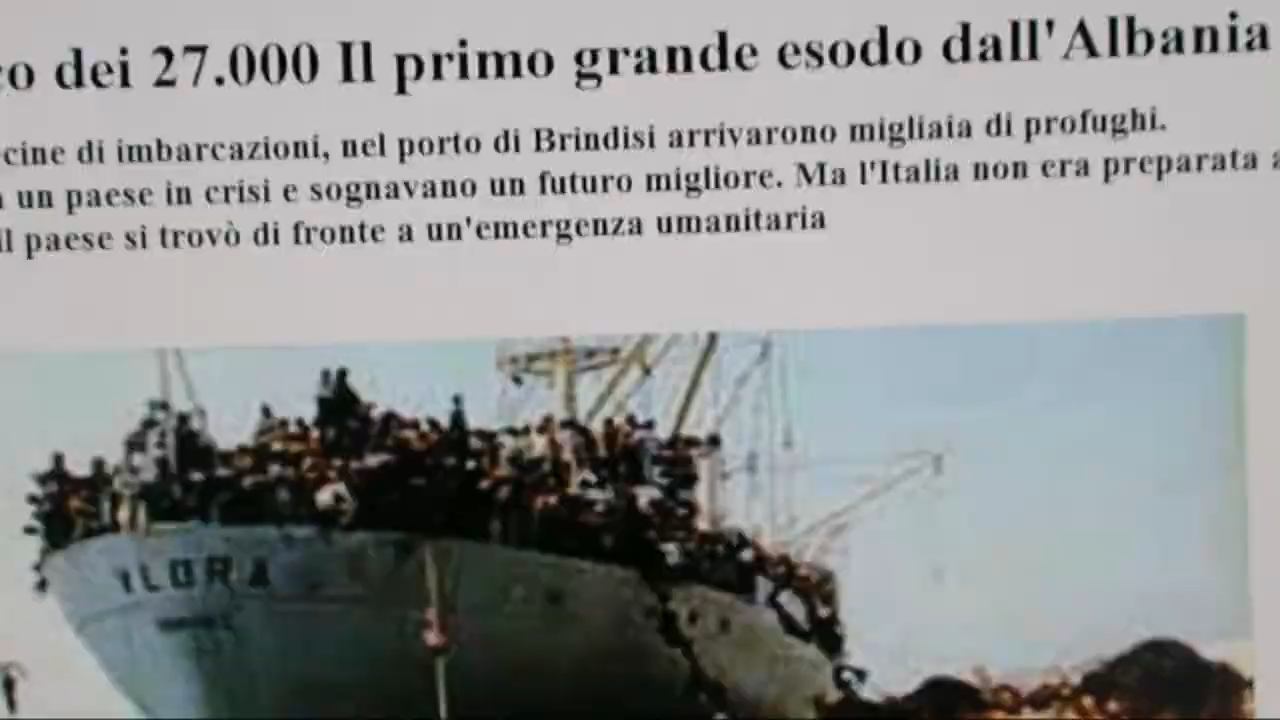 dei 27.000 Il primo grande esodo dall'Albania
cine di imbarcazioni, nel porto di Brindisi arrivarono migliaia di profughi.
un paese in crisi e sognavano un futuro migliore. Ma l'Italia non era preparata a
il paese si trovò di fronte a un'emergenza umanitaria